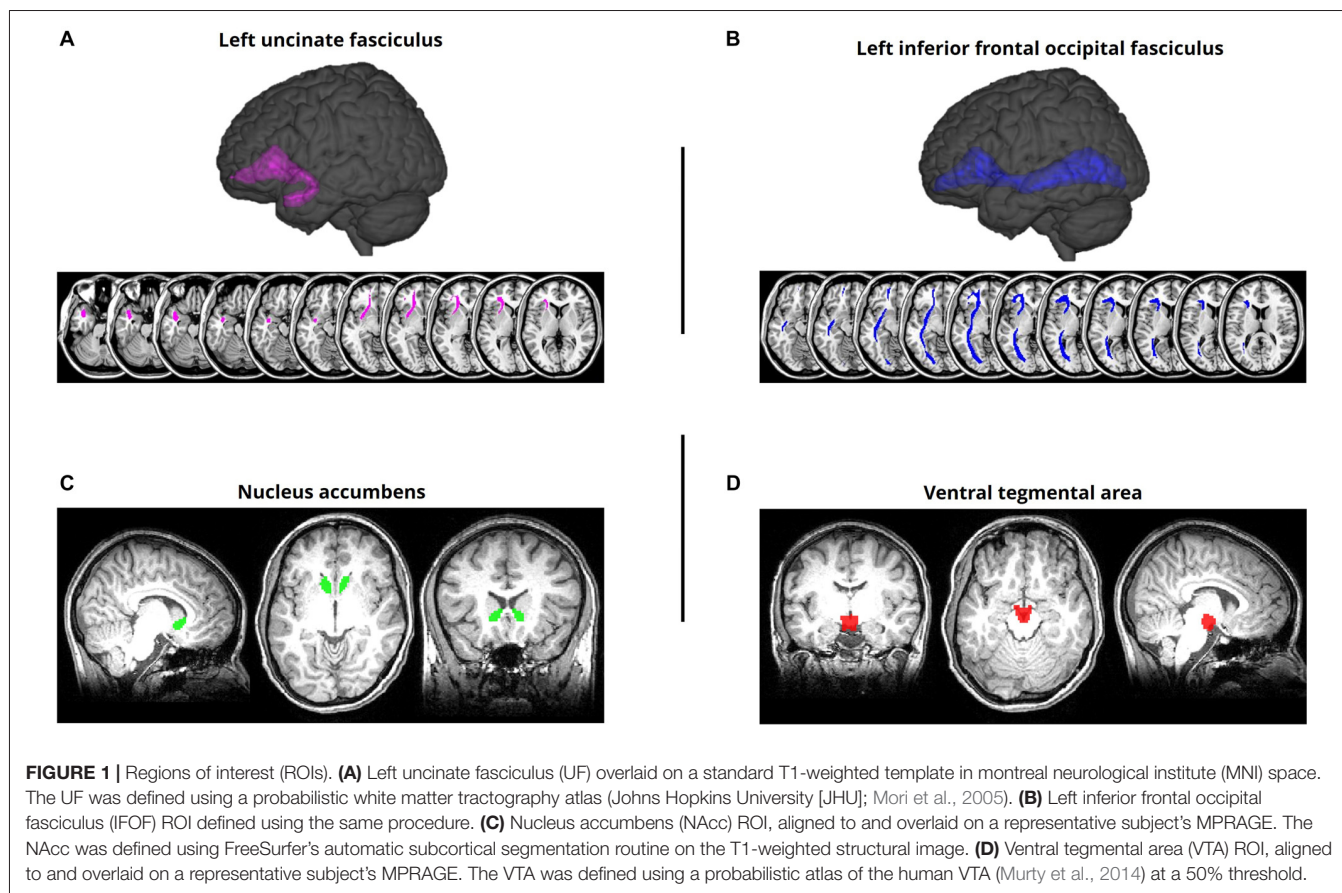 A
Left uncinate fasciculus
B
Left inferior frontal occipital fasciculus
C
Nucleus accumbens
D
Ventral tegmental area
FIGURE 1 | Regions of interest (ROIs). (A) Left uncinate fasciculus (UF) overlaid on a standard T1-weighted template in montreal neurological institute (MNI) space.
The UF was defined using a probabilistic white matter tractography atlas (Johns Hopkins University [JHU]; Mori et al., 2005). (B) Left inferior frontal occipital
fasciculus (IFOF) ROI defined using the same procedure. (C) Nucleus accumbens (NAcc) ROI, aligned to and overlaid on a representative subject's MPRAGE. The
NAcc was defined using FreeSurfer's automatic subcortical segmentation routine on the T1-weighted structural image. (D) Ventral tegmental area (VTA) ROI, aligned
to and overlaid on a representative subject's MPRAGE. The VTA was defined using a probabilistic atlas of the human VTA (Murty et al., 2014) at a 50% threshold.